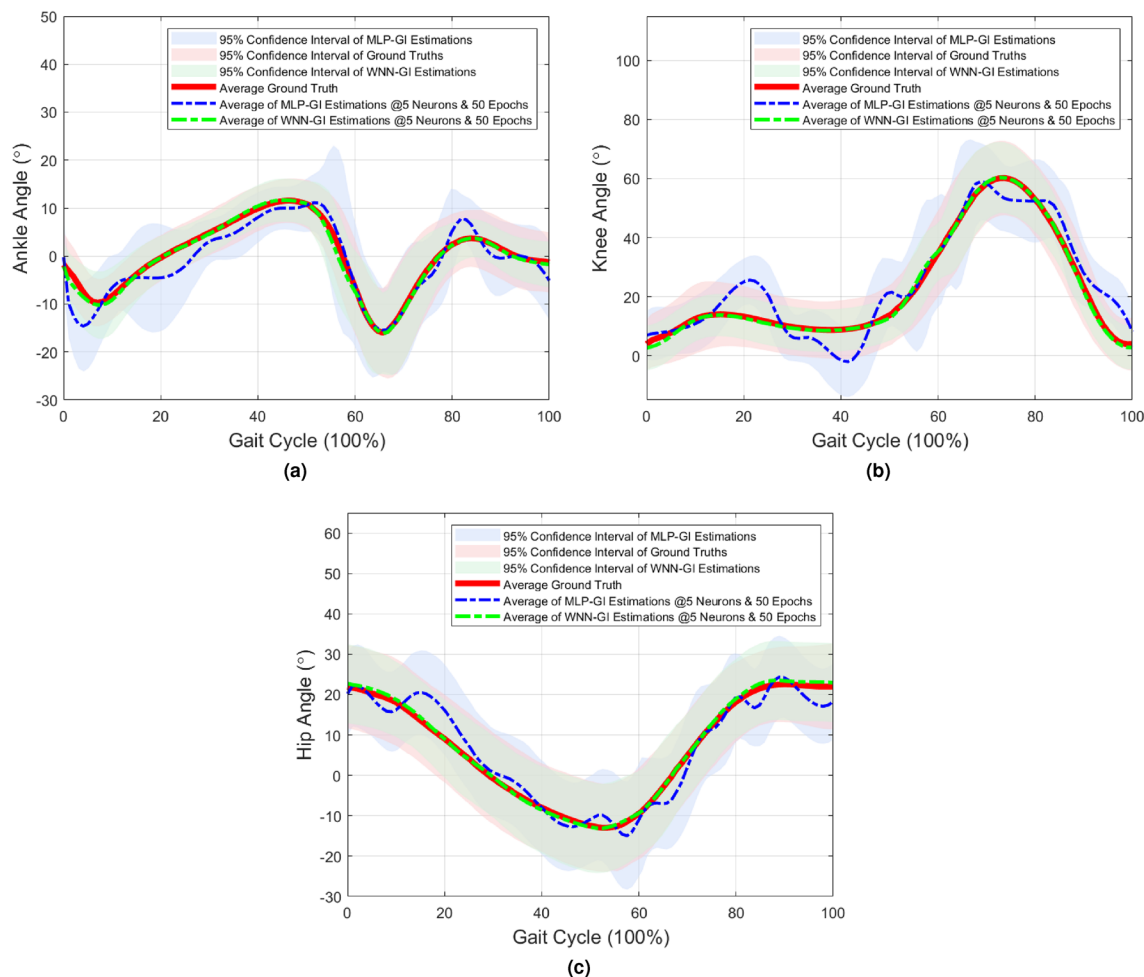 50
40
30
20
10
0
-10
-20
-30
Ankle Angle (°)
95% Confidence Interval of MLP-GI Estimations
95% Confidence Interval of Ground Truths
95% Confidence Interval of WNN-GI Estimations
Average Ground Truth
Average of MLP-GI Estimations @5 Neurons & 50 Epochs
Average of WNN-GI Estimations @5 Neurons & 50 Epochs
0 20 40 60 80 100
Gait Cycle (100%)
(a)
100
80
60
40
20
0
Knee Angle (°)
95% Confidence Interval of MLP-GI Estimations
95% Confidence Interval of Ground Truths
95% Confidence Interval of WNN-GI Estimations
Average Ground Truth
Average of MLP-GI Estimations @5 Neurons & 50 Epochs
Average of WNN-GI Estimations @5 Neurons & 50 Epochs
0 20 40 60 80 100
Gait Cycle (100%)
(b)
60
50
40
30
20
10
0
-10
-20
-30
Hip Angle (°)
95% Confidence Interval of MLP-GI Estimations
95% Confidence Interval of Ground Truths
95% Confidence Interval of WNN-GI Estimations
Average Ground Truth
Average of MLP-GI Estimations @5 Neurons & 50 Epochs
Average of WNN-GI Estimations @5 Neurons & 50 Epochs
0 20 40 60 80 100
Gait Cycle (100%)
(c)